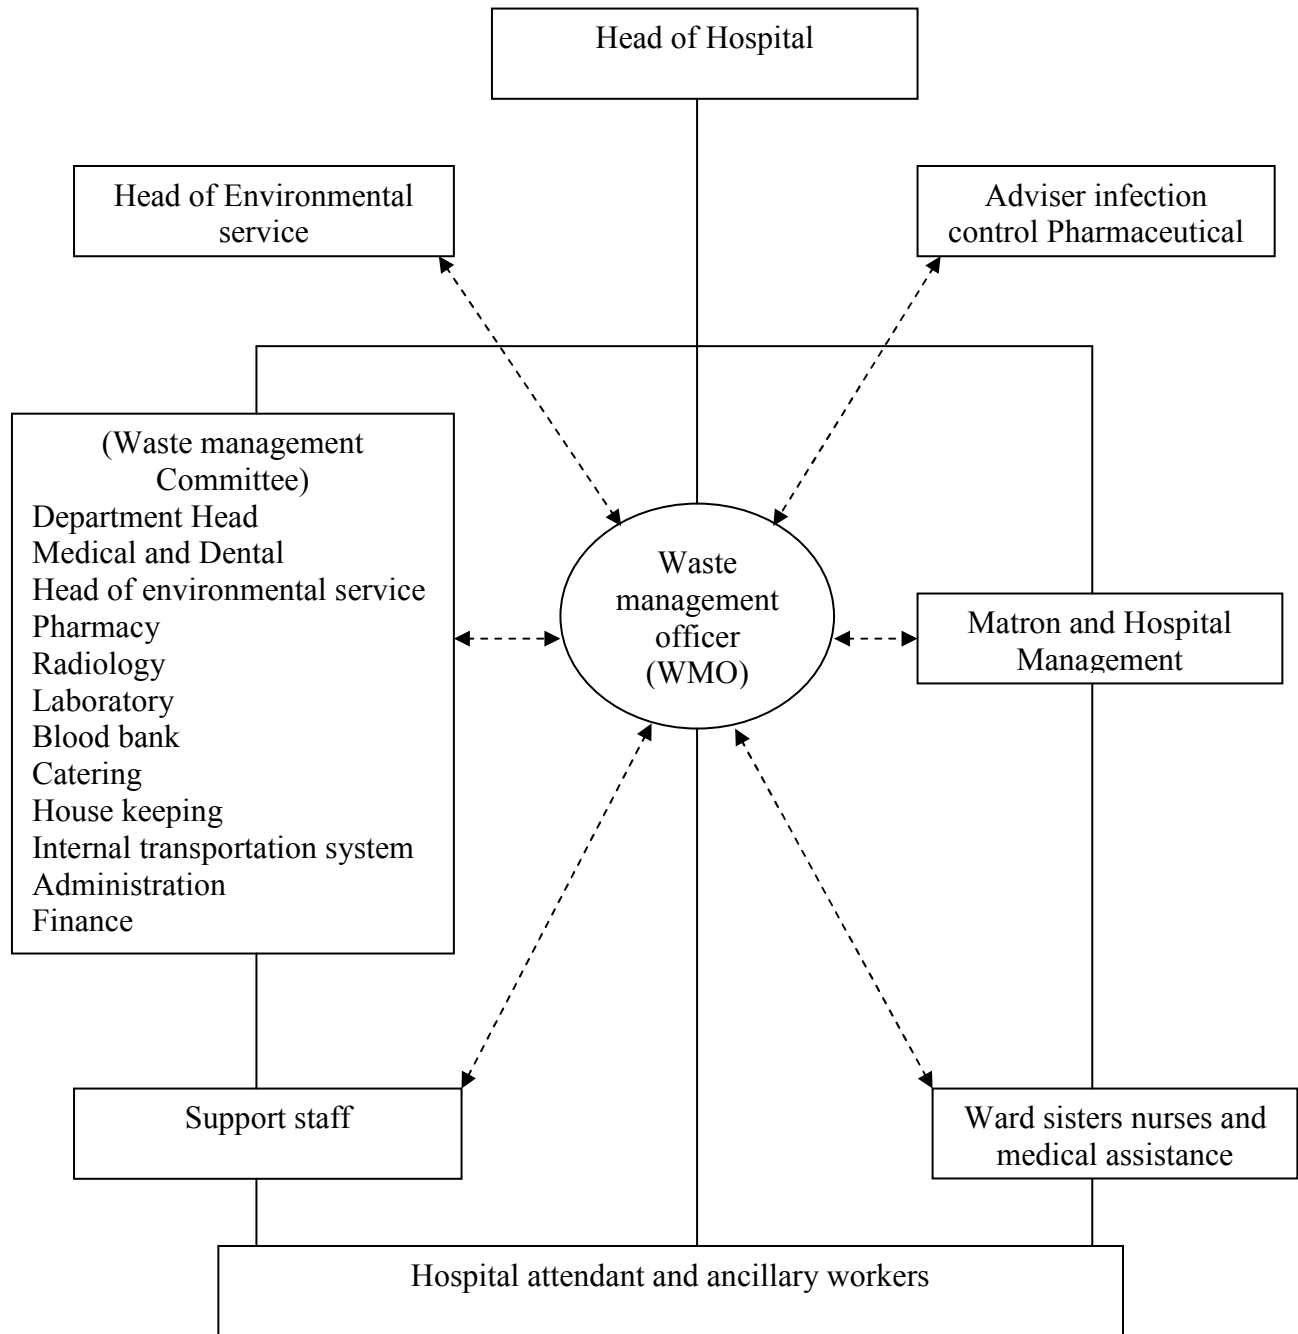 Head of Hospital
Head of Environmental
service
Adviser infection
control Pharmaceutical
(Waste management
Committee)
Department Head
Medical and Dental
Head of environmental service
Pharmacy
Radiology
Laboratory
Blood bank
Catering
House keeping
Internal transportation system
Administration
Finance
Waste
management
officer
(WMO)
Matron and Hospital
Management
Support staff
Ward sisters nurses and
medical assistance
Hospital attendant and ancillary workers